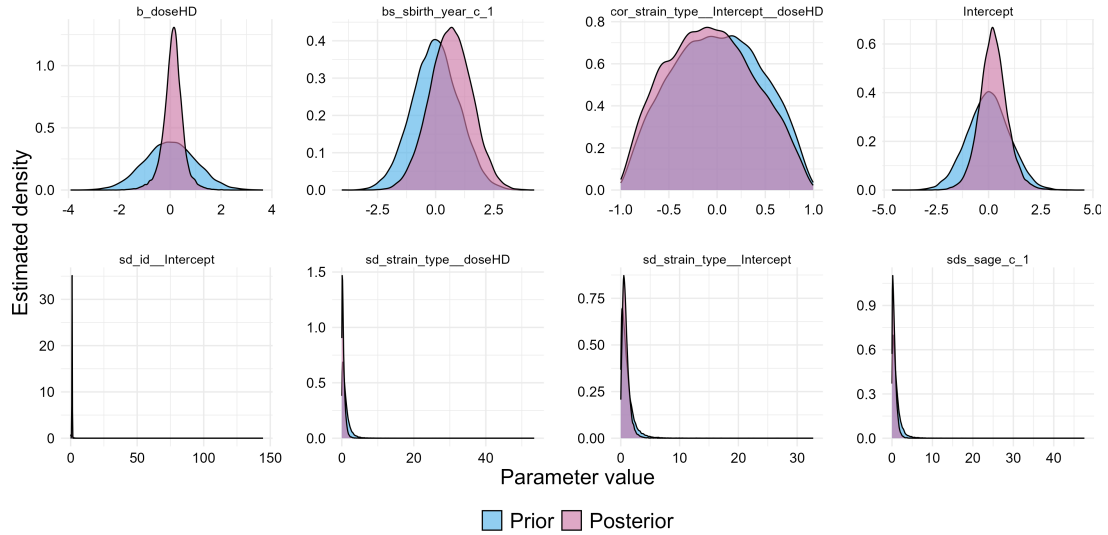 b_doseHD
bs_sbirth_year_c_1
cor_strain_type__Intercept__doseHD
Intercept
1.0
0.5
0.0
0.4
0.3
0.2
0.1
0.0
0.8
0.6
0.4
0.2
0.0
0.6
0.4
0.2
0.0
-4 -2 0 2 4
-2.5 0.0 2.5
-1.0 -0.5 0.0 0.5 1.0
-5.0 -2.5 0.0 2.5 5.0
Estimated density
sd_id__Intercept
sd_strain_type__doseHD
sd_strain_type__Intercept
sds_sage_c_1
30
20
10
0
1.5
1.0
0.5
0.0
0.75
0.50
0.25
0.00
0.9
0.6
0.3
0.0
0 50 100 150
0 20 40
0 10 20 30
0 10 20 30 40
Parameter value
Prior Posterior